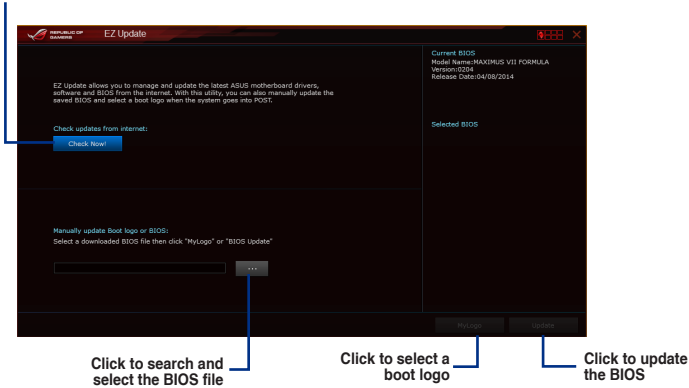 REPUBLIC OF
GAMERS
EZ Update
EZ Update allows you to manage and update the latest ASUS motherboard drivers,
software and BIOS from the internet. With this utility, you can also manually update the
saved BIOS and select a boot logo when the system goes into POST.
Check updates from internet:
Check Now!
Manually update Boot logo or BIOS:
Select a downloaded BIOS file then click "MyLogo" or "BIOS Update"
...
Current BIOS
Model Name:MAXIMUS VII FORMULA
Version:0204
Release Date:04/08/2014
Selected BIOS
MyLogo
Update
Click to search and
select the BIOS file
Click to select a
boot logo
Click to update
the BIOS